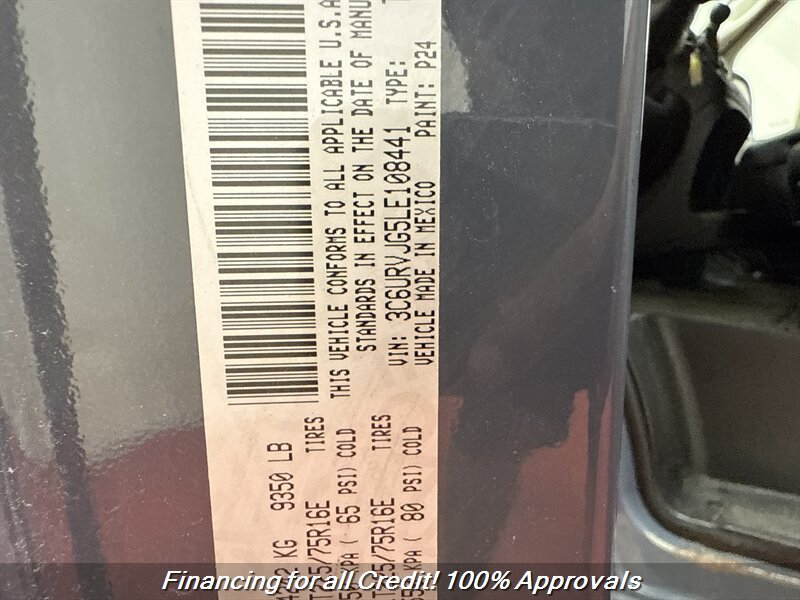 9350 LB
KG
TIRES
75R16E
KPA ( 65 PSI) COLD
TIRES
75R16E
KPA ( 80 PSI) COLD
THIS VEHICLE CONFORMS TO ALL APPLICABLE U.S.A
STANDARDS IN EFFECT ON THE DATE OF MANU
VIN: 3C6URVJG5LE108441 TYPE:
VEHICLE MADE IN MEXICO PAINT: P24
Financing for all Credit! 100% Approvals